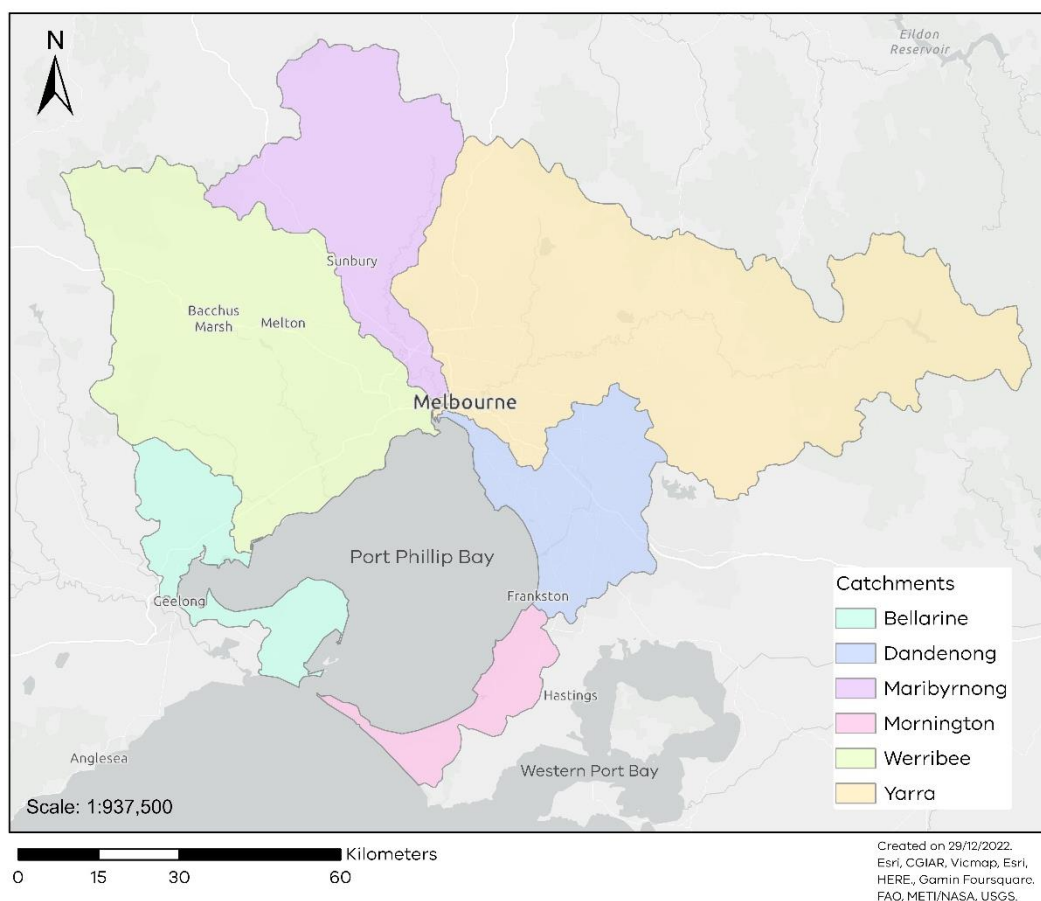 N
Eildon
Reservoir
Sunbury
Bacchus
Marsh
Melton
Melbourne
Port Phillip Bay
Geelong
Frankston
Hastings
Anglesea
Western Port Bay
Catchments
Bellarine
Dandenong
Maribyrnong
Mornington
Werribee
Yarra
Scale: 1:937,500
Kilometers
0 15 30 60
Created on 29/12/2022.
Esri, CGIAR, Vicmap, Esri,
HERE., Gamin Foursquare.
FAO, METI/NASA, USGS.